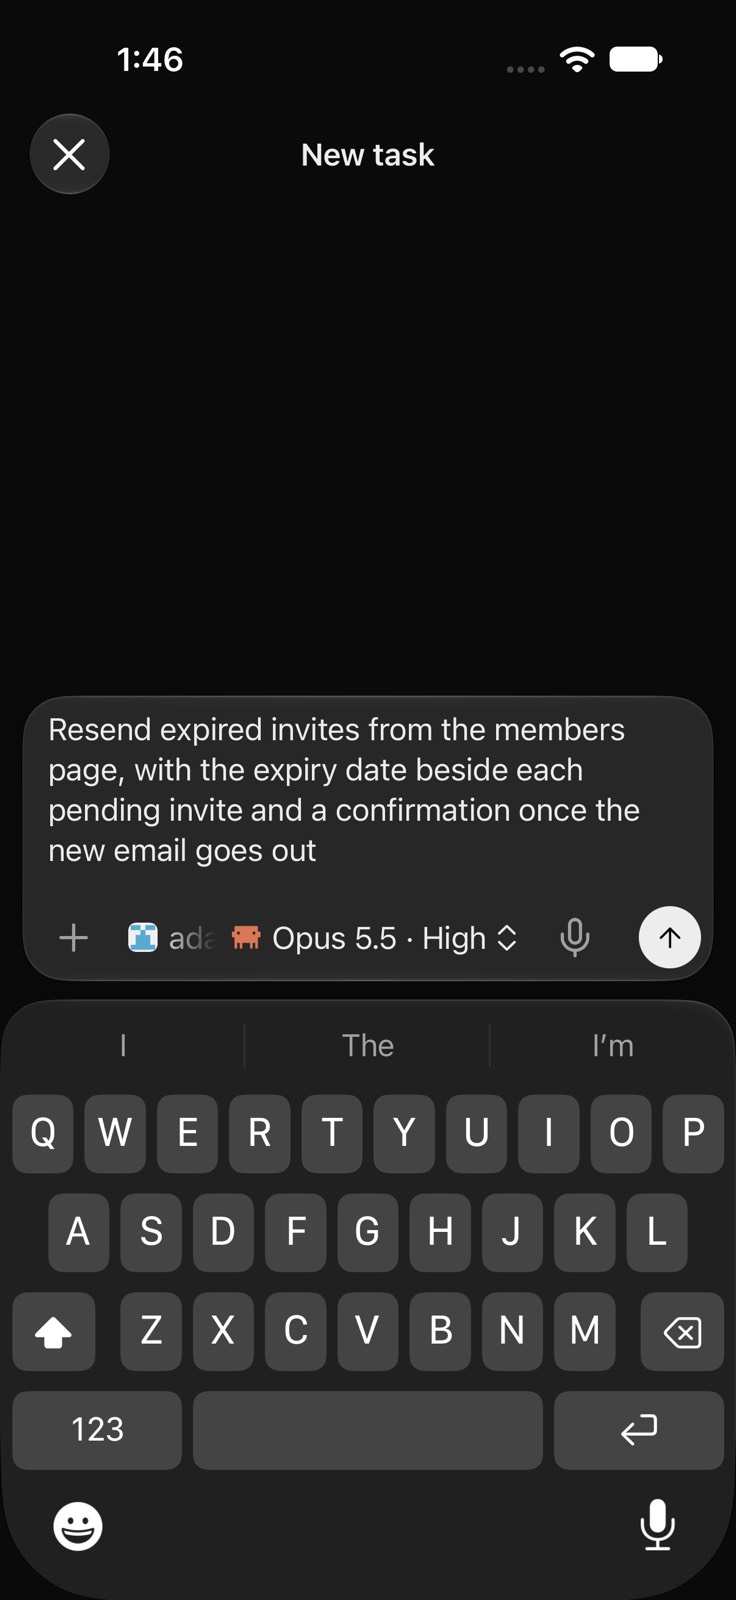 1:46
New task
Resend expired invites from the members
page, with the expiry date beside each
pending invite and a confirmation once the
new email goes out
Opus 5.5 · High
I The I’m
Q W E R T Y U I O P
A S D F G H J K L
Z X C V B N M
123